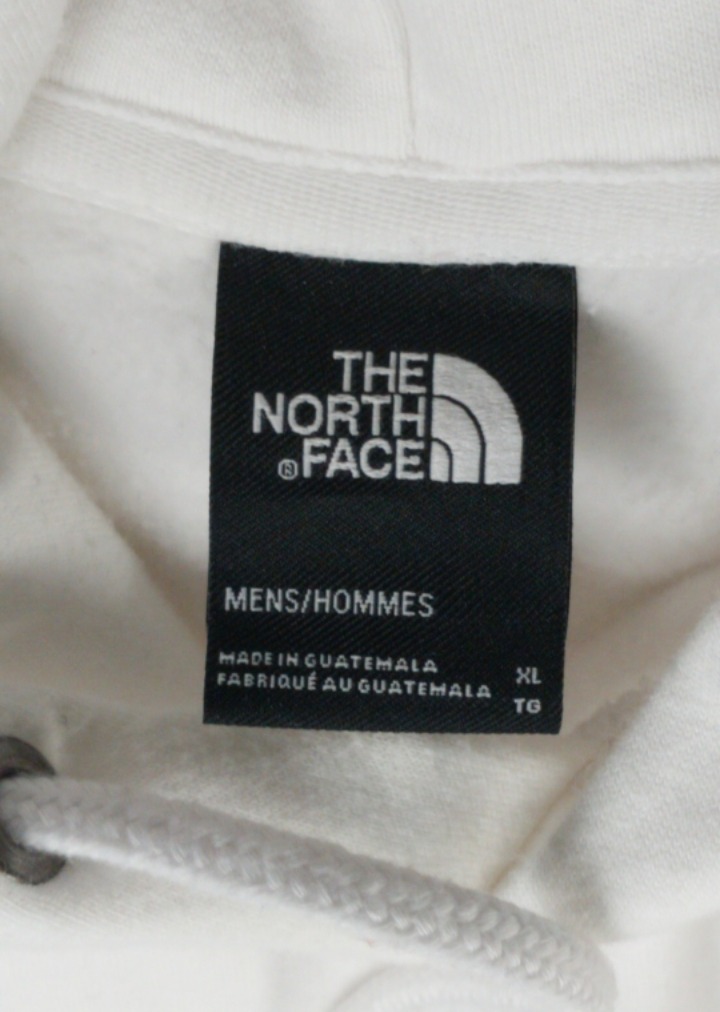 THE
NORTH
®FACE
MENS/HOMMES
MADE IN GUATEMALA
FABRIQUÉ AU GUATEMALA
XL
TG